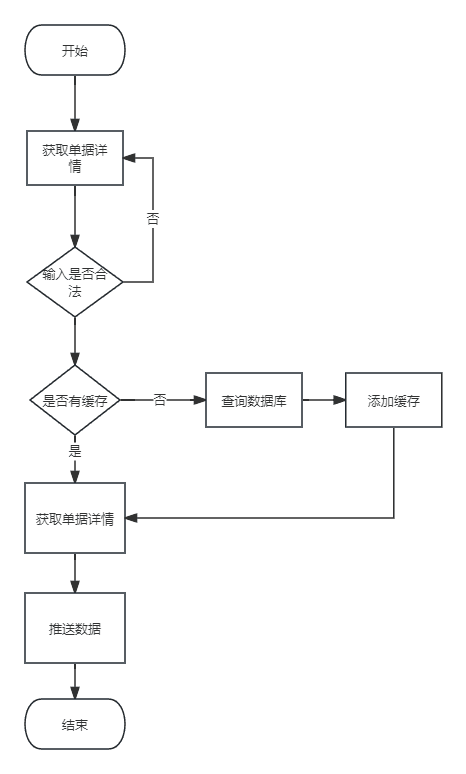 开始
获取单据详
情
否
输入是否合
法
是否有缓存
否
查询数据库
添加缓存
是
获取单据详情
推送数据
结束